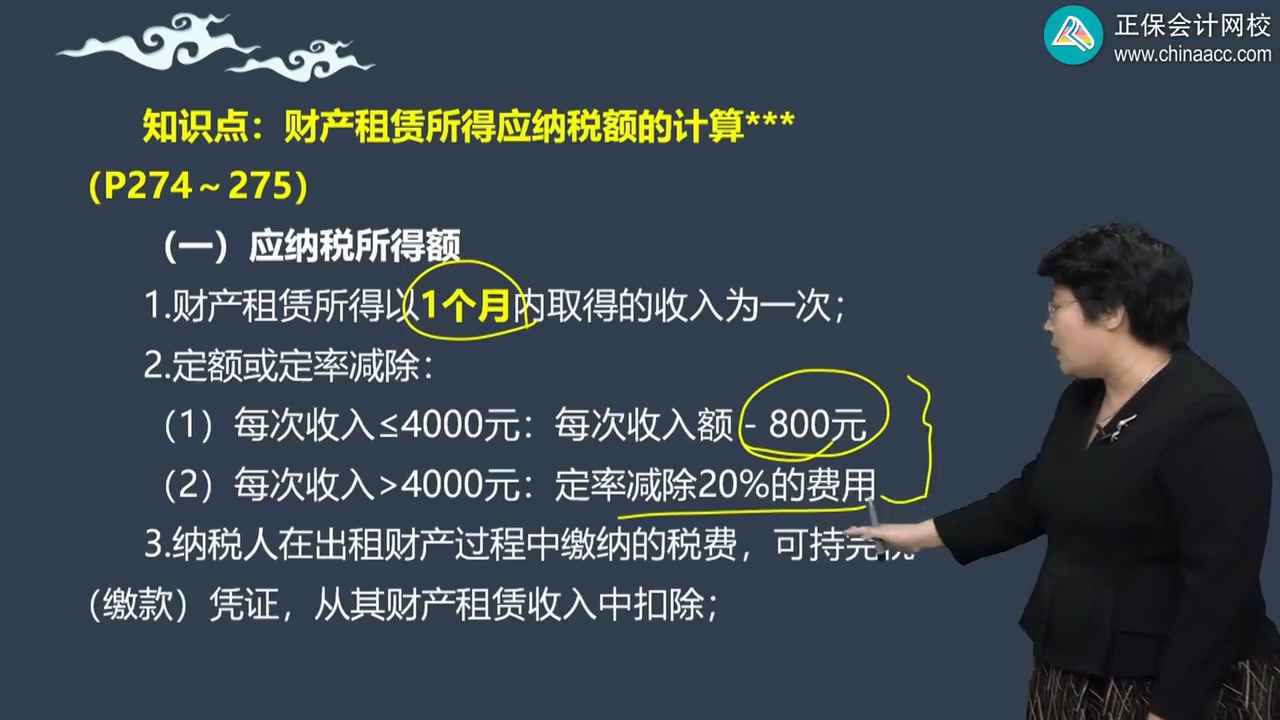 正保会计网校
www.chinaacc.com
知识点：财产租赁所得应纳税额的计算***
（P274～275）
（一）应纳税所得额
1.财产租赁所得以1个月内取得的收入为一次；
2.定额或定率减除：
（1）每次收入≤4000元：每次收入额－800元
（2）每次收入>4000元：定率减除20%的费用
3.纳税人在出租财产过程中缴纳的税费，可持完税
（缴款）凭证，从其财产租赁收入中扣除；